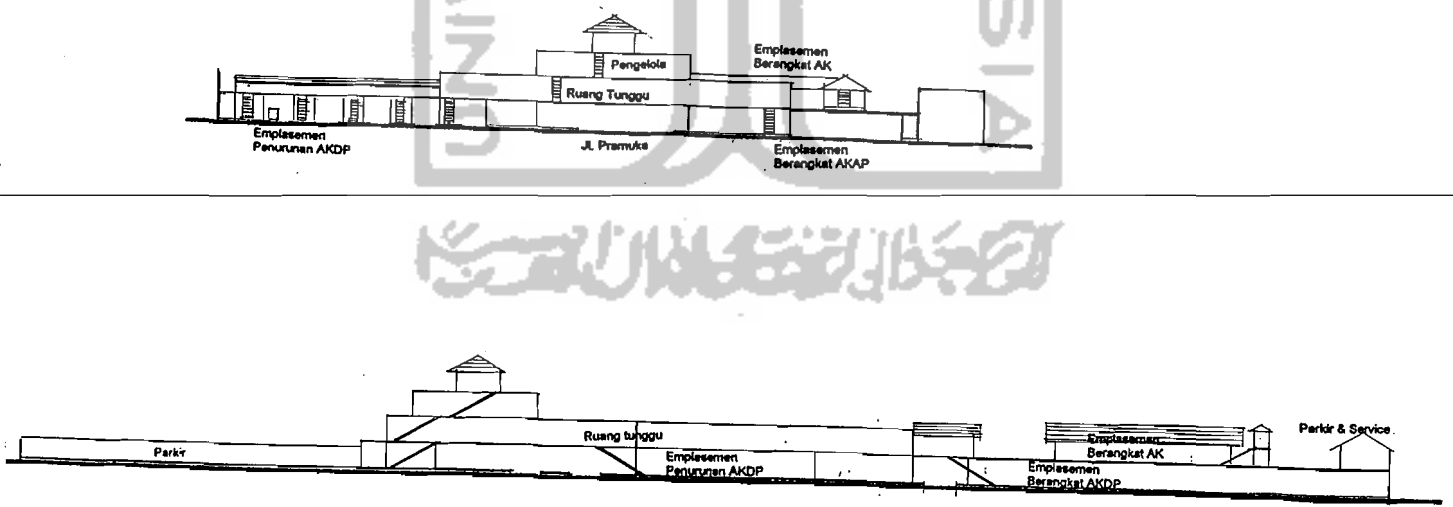 Emplasemen
Berangkat AK
Pengelola
Ruang Tunggu
Emplasemen
Penurunan AKDP
JL Pramuka
Emplasemen
Berangkat AKAP
Parkir
Ruang tunggu
Emplasemen
Penurunan AKDP
Emplasemen
Berangkat AK
Emplasemen
Berangkat AKDP
Parkir & Service